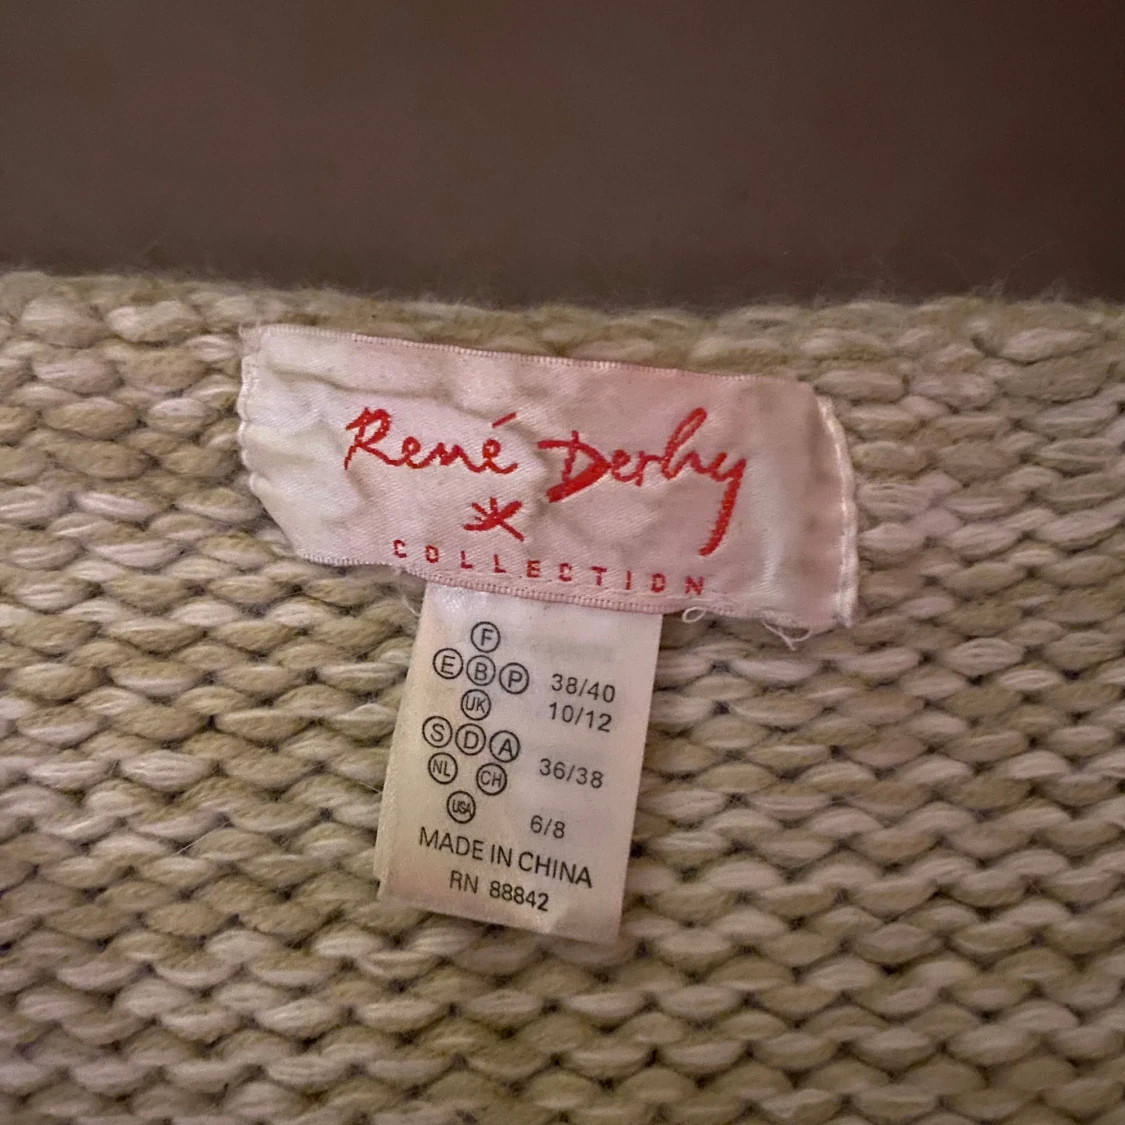 René Derhy
COLLECTION
F
E B P 38/40
UK 10/12
S D A
NL CH 36/38
USA 6/8
MADE IN CHINA
RN 88842